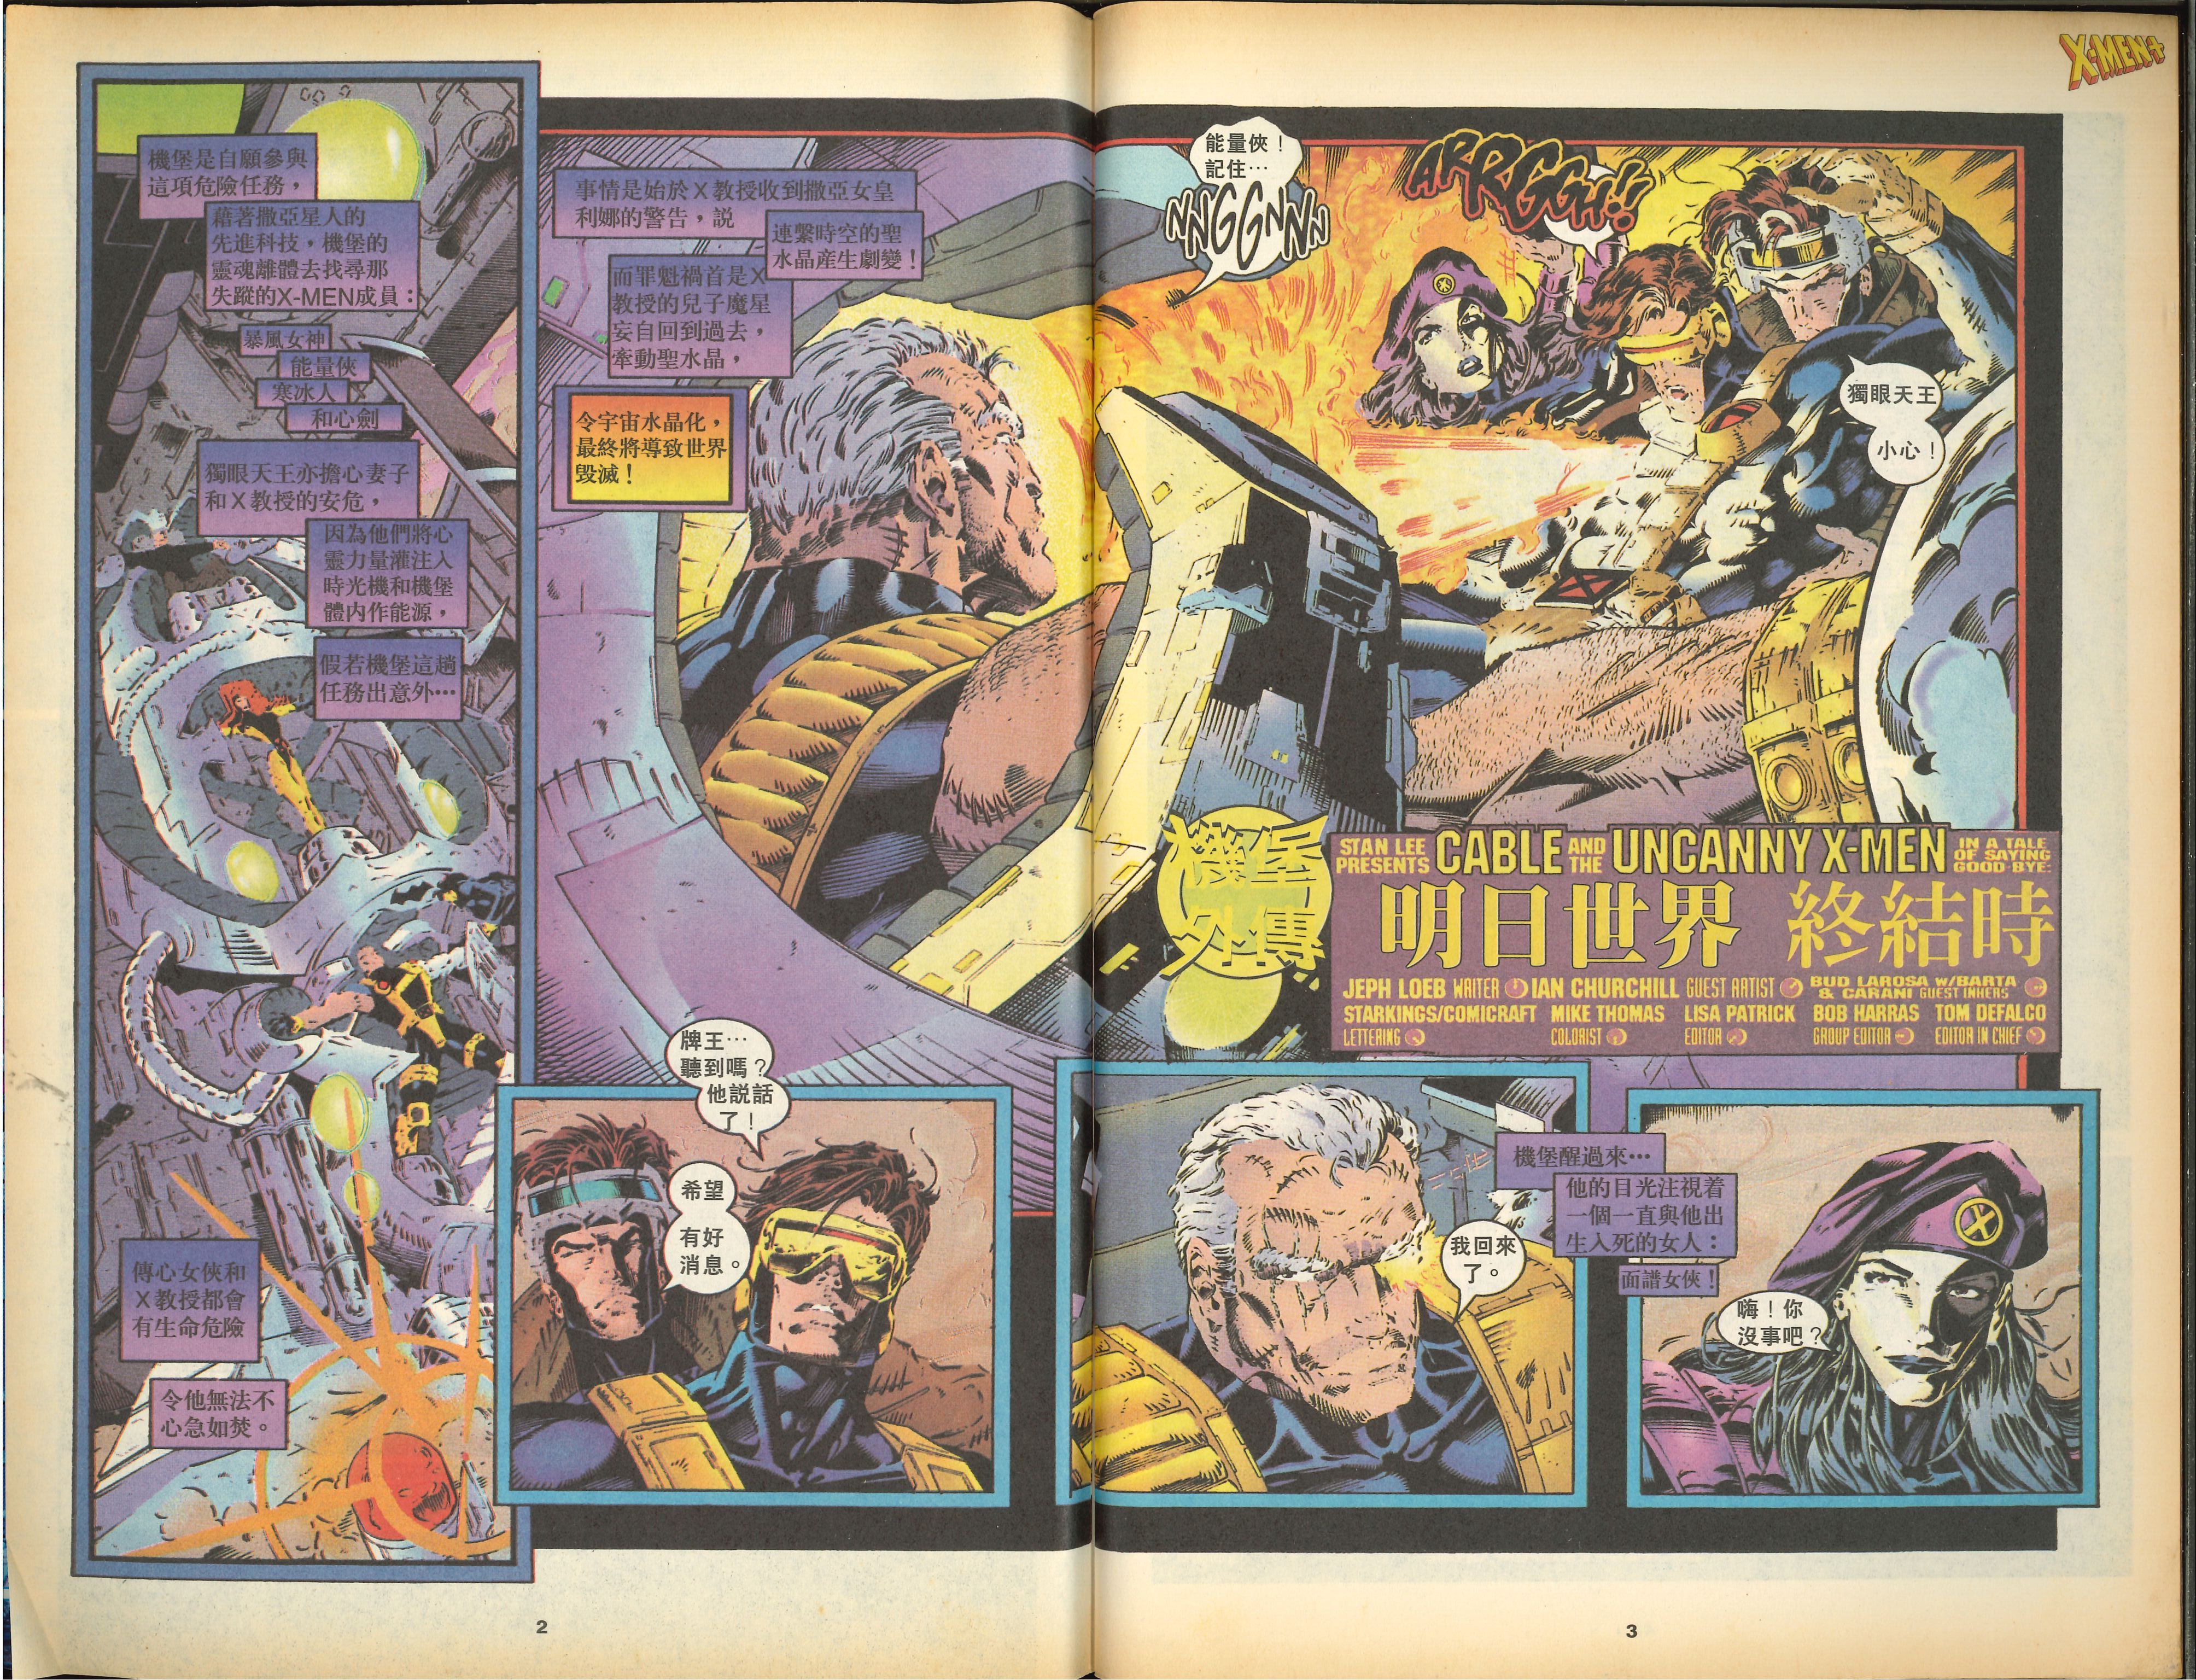 機堡是自願參與
這項危險任務，
藉著撒亞星人的
先進科技，機堡的
靈魂離體去找尋那
失蹤的X-MEN成員：
暴風女神
能量俠
寒冰人
和心劍
獨眼天王亦擔心妻子
和X教授的安危，
因為他們將心
靈力量灌注入
時光機和機堡
體內作能源，
假若機堡這趟
任務出意外…
傳心女俠和
X教授都會
有生命危險
令他無法不
心急如焚。
事情是始於X教授收到撒亞女皇
利娜的警告，説
連繫時空的聖
水晶產生劇變！
而罪魁禍首是X
教授的兒子魔星
妄自回到過去，
牽動聖水晶，
令宇宙水晶化，
最終將導致世界
毀滅！
能量俠！
記住…
NNGGNNN
ARRRGGGH!!
獨眼天王
小心！
X-MEN+
機堡
外傳
STAN LEE
PRESENTS
CABLE AND THE UNCANNY X-MEN
IN A TALE
OF SAYING
GOOD-BYE:
明日世界 終結時
JEPH LOEB WRITER IAN CHURCHILL GUEST ARTIST BUD LAROSA W/BARTA
& CARANI GUEST INKERS
STARKINGS/COMICRAFT MIKE THOMAS LISA PATRICK BOB HARRAS TOM DEFALCO
LETTERING COLORIST EDITOR GROUP EDITOR EDITOR IN CHIEF
牌王…
聽到嗎？
他説話
了！
希望
有好
消息。
我回來
了。
機堡醒過來…
他的目光注視着
一個一直與他出
生入死的女人：
面譜女俠！
嗨！你
沒事吧？
2
3